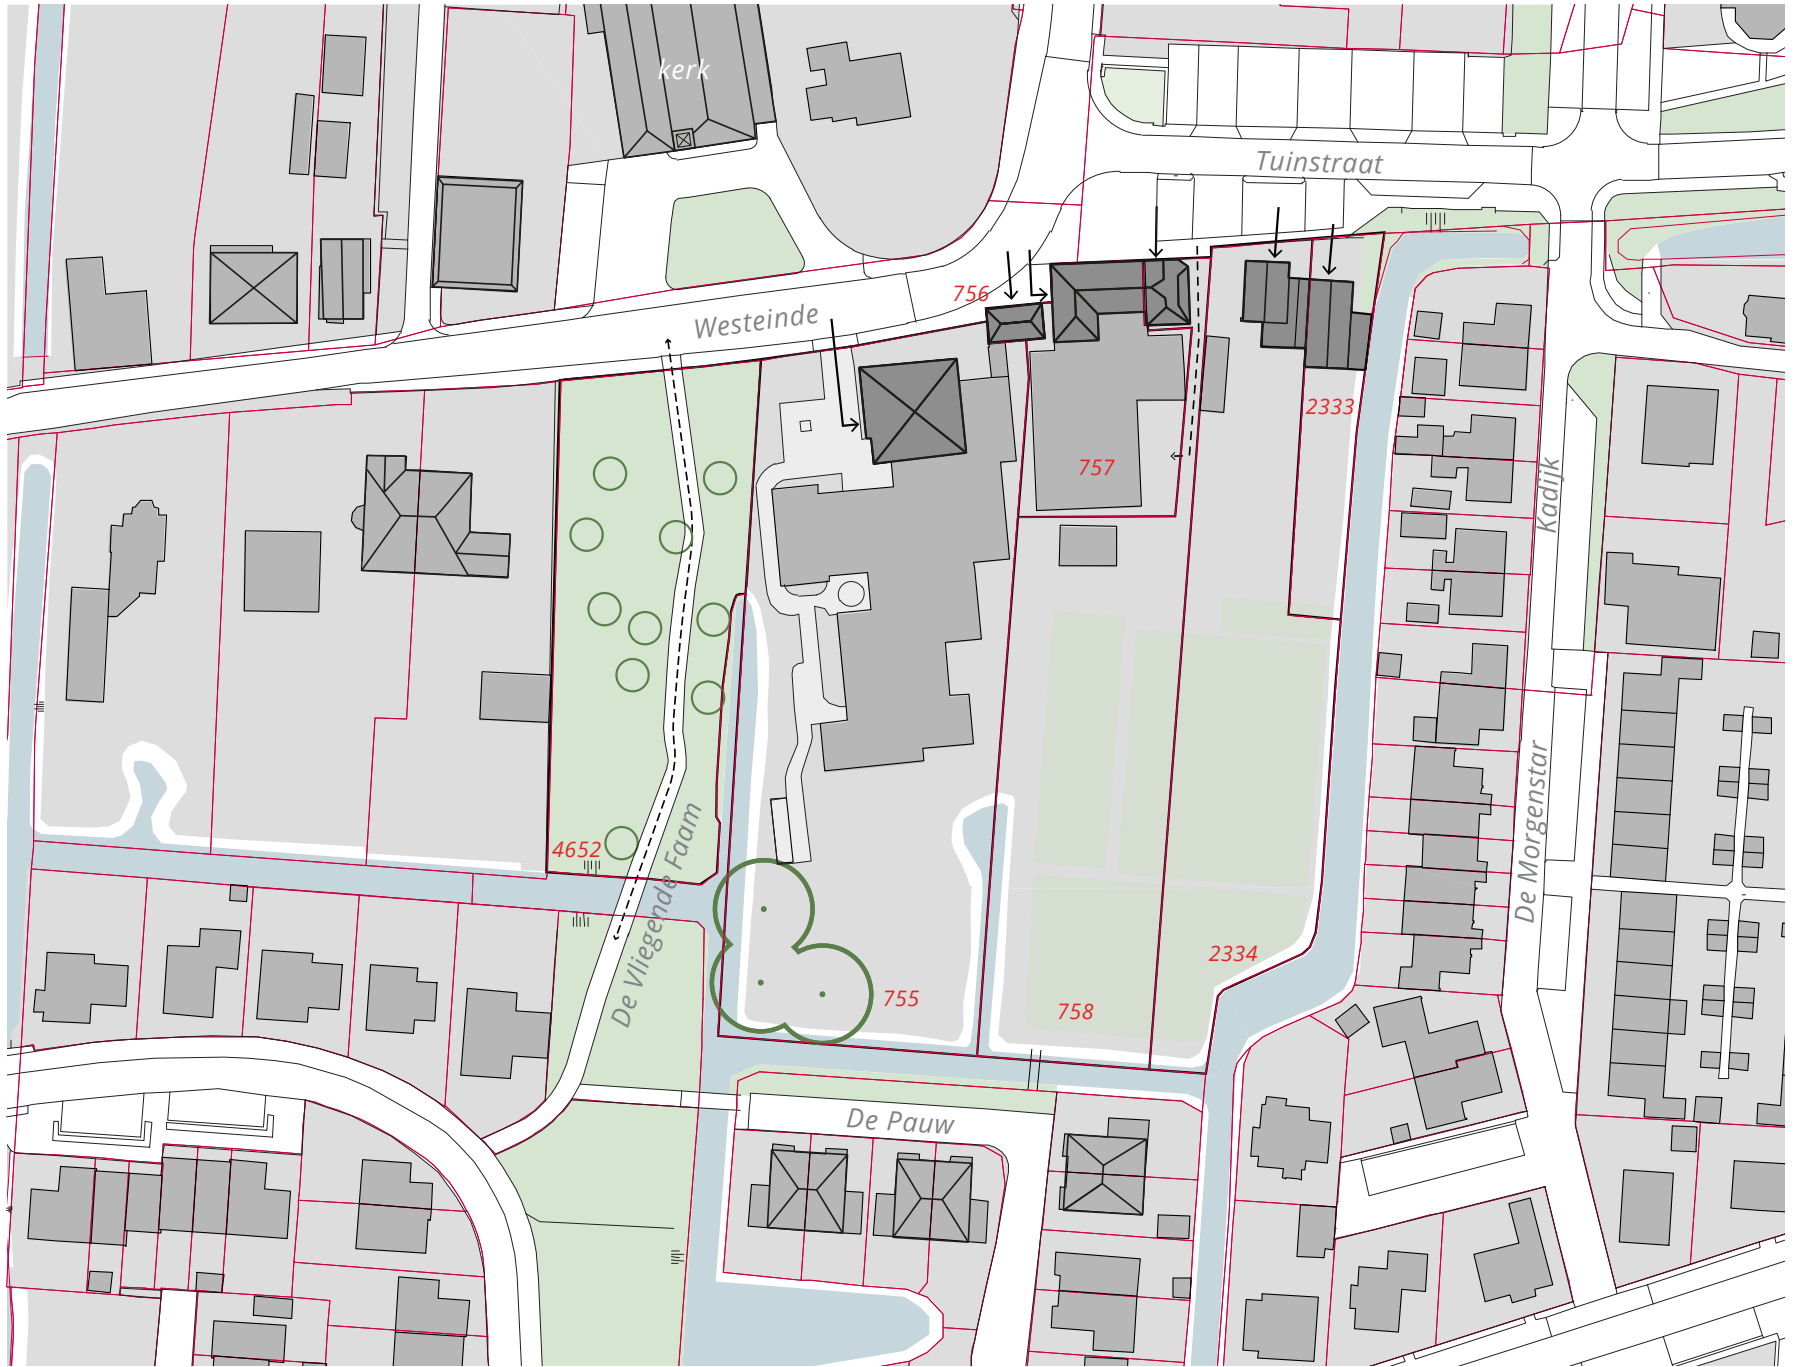 kerk
Tuinstraat
756
Westeinde
2333
757
Kadijk
4652
De Vliegende Faam
De Morgenstar
2334
755
758
De Pauw